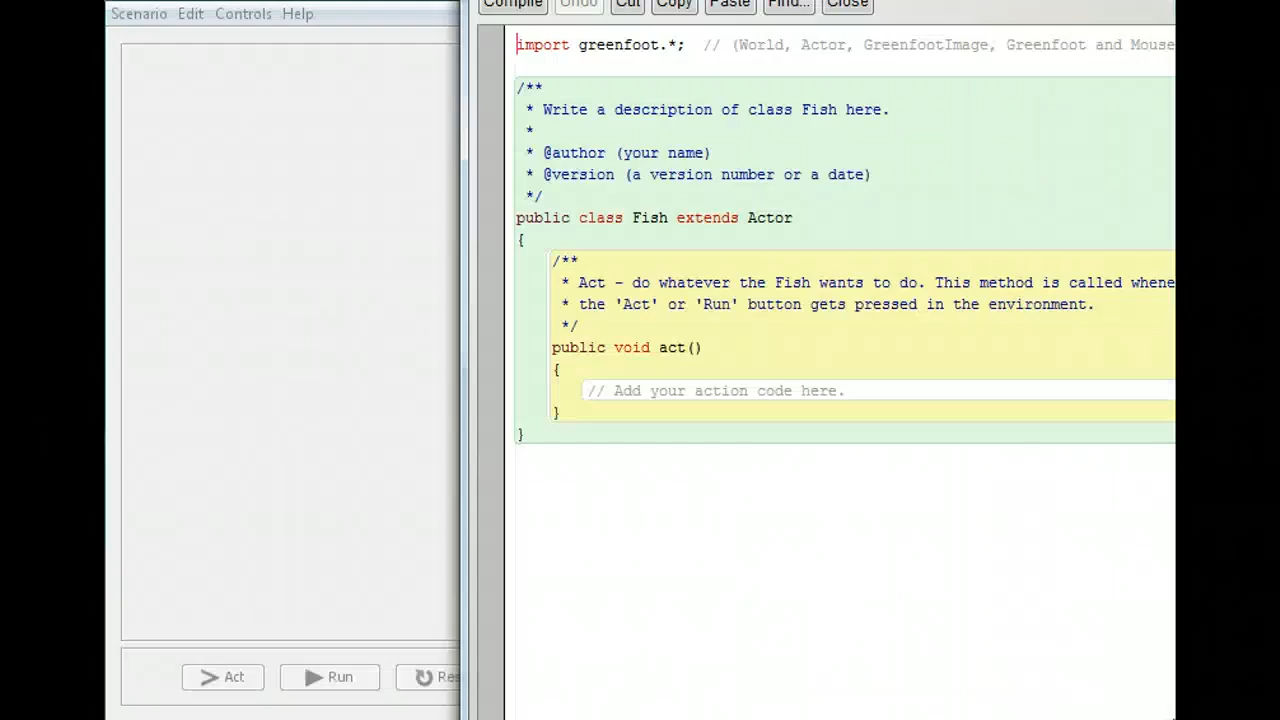 Scenario Edit Controls Help
Compile Undo Cut Copy Paste Find... Close
import greenfoot.*;  // (World, Actor, GreenfootImage, Greenfoot and Mouse
/**
 * Write a description of class Fish here.
 *
 * @author (your name)
 * @version (a version number or a date)
 */
public class Fish extends Actor
{
/**
 * Act - do whatever the Fish wants to do. This method is called whene
 * the 'Act' or 'Run' button gets pressed in the environment.
 */
public void act()
{
// Add your action code here.
}
}
Act Run Res